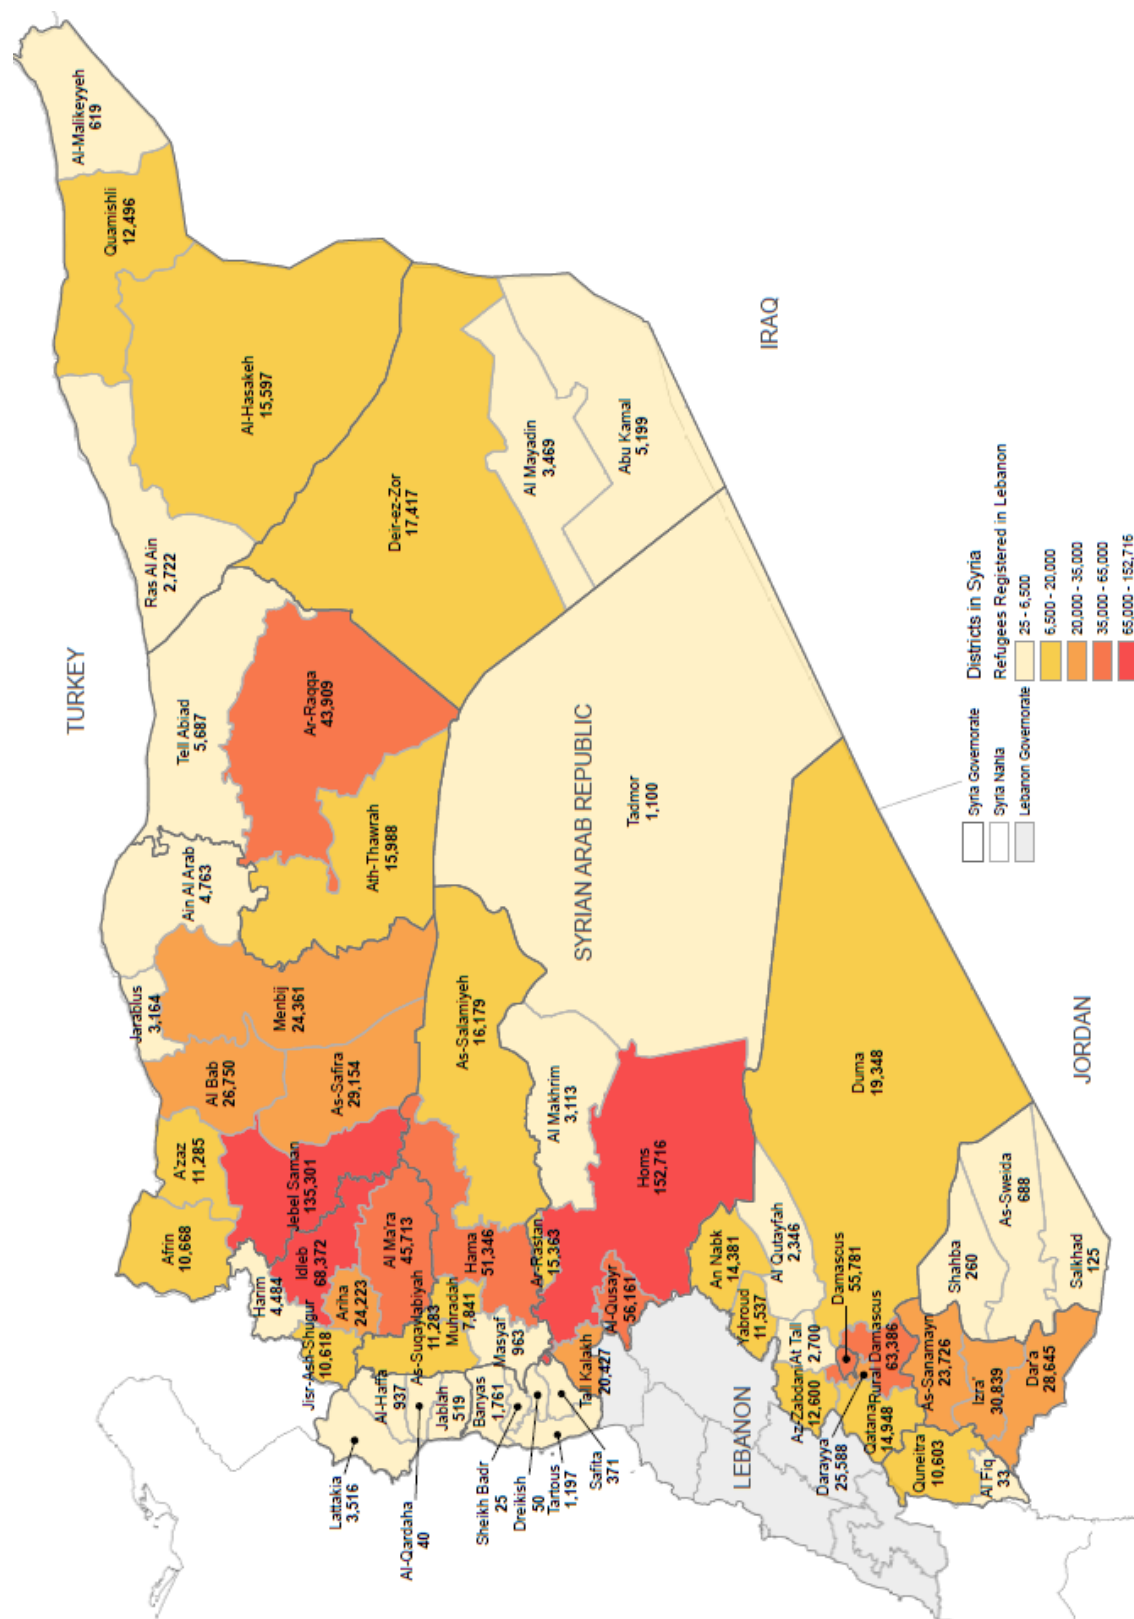 TURKEY
Al-Malikeyyeh
619
Quamishli
12,496
Al-Hasakeh
15,597
Ras Al Ain
2,722
Tell Abiad
5,687
Ar-Raqqa
43,909
Ath-Thawrah
15,988
Ain Al Arab
4,763
Jarablus
3,164
Menbij
24,361
Al Bab
26,750
As-Safira
29,154
A'zaz
11,285
Afrin
10,668
Jebel Saman
135,301
Harim
4,484
Idleb
68,372
Ariha
24,223
Al Ma'ra
45,713
Jisr-Ash-Shugur
10,618
Lattakia
3,516
Al-Haffa
937
Al-Qardaha
40
Jablah
519
As-Suqaylabiyah
11,283
Muhradah
7,841
Hama
51,346
As-Salamiyeh
16,179
Masyaf
963
Banyas
1,761
Sheikh Badr
25
Dreikish
50
Tartous
1,197
Safita
371
Tall Kalakh
20,427
Al-Qusayr
56,161
Ar-Rastan
15,363
Al Makhrim
3,113
Homs
152,716
SYRIAN ARAB REPUBLIC
Tadmor
1,100
Deir-ez-Zor
17,417
Al Mayadin
3,469
Abu Kamal
5,199
IRAQ
LEBANON
An Nabk
14,381
Yabroud
11,537
Al Qutayfah
2,346
At Tall
2,700
Az-Zabdani
12,600
Damascus
55,781
Rural Damascus
63,386
Darayya
25,588
Qatana
14,948
Duma
19,348
Quneitra
10,603
Al Fiq
33
As-Sanamayn
23,726
Izra'
30,839
Dar'a
28,645
Shahba
260
As-Sweida
688
Salkhad
125
JORDAN
Syria Governorate
Syria Nahia
Lebanon Governorate
Districts in Syria
Refugees Registered in Lebanon
25 - 6,500
6,500 - 20,000
20,000 - 35,000
35,000 - 65,000
65,000 - 152,716